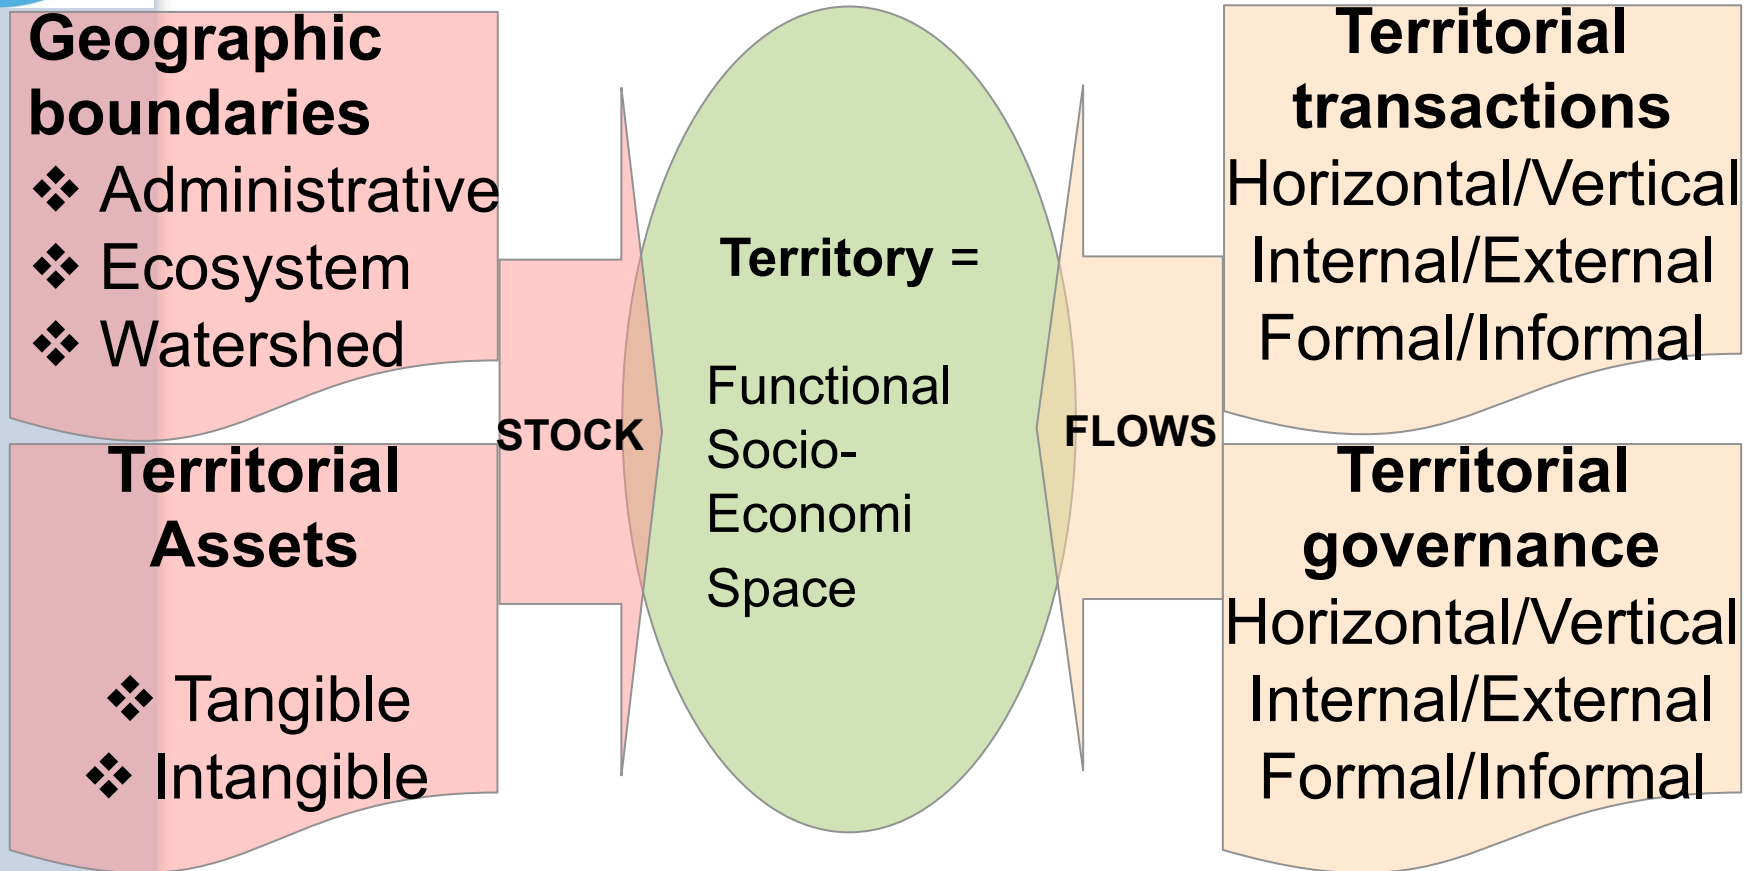 Geographic
boundaries
❖ Administrative
❖ Ecosystem
❖ Watershed
Territorial
Assets
❖ Tangible
❖ Intangible
STOCK
Territory =
Functional
Socio-
Economi
Space
FLOWS
Territorial
transactions
Horizontal/Vertical
Internal/External
Formal/Informal
Territorial
governance
Horizontal/Vertical
Internal/External
Formal/Informal